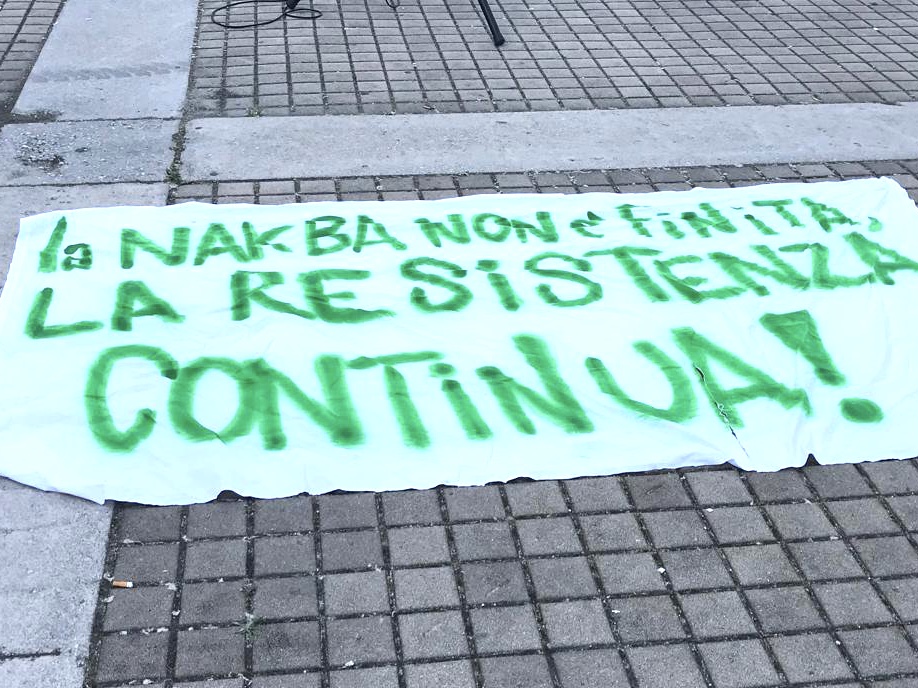 la NAKBA NON è FiNiTA,
LA RESiSTENZA
CONTiNUA!